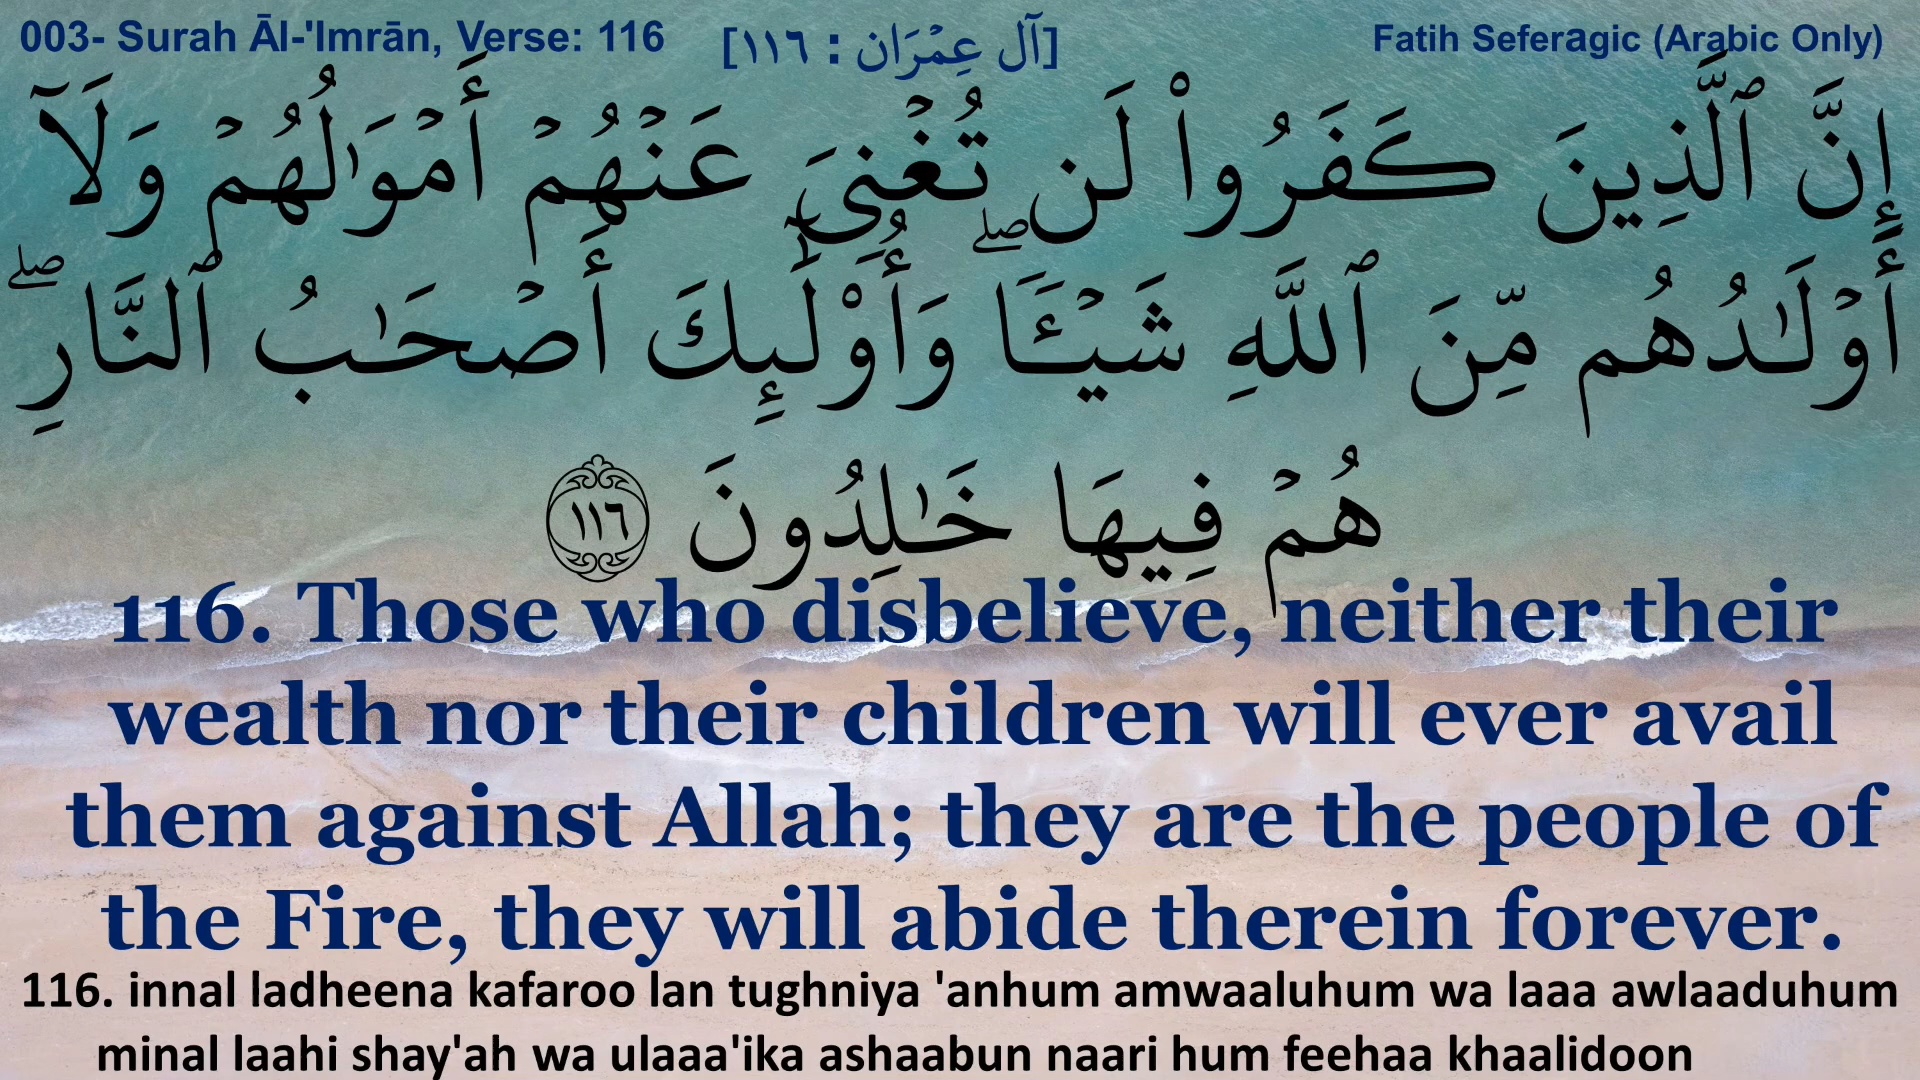 003- Surah Āl-'Imrān, Verse: 116
[آل عِمْرَان : ١١٦]
Fatih Seferagic (Arabic Only)
إِنَّ ٱلَّذِينَ كَفَرُوا۟ لَن تُغْنِىَ عَنْهُمْ أَمْوَٰلُهُمْ وَلَآ
أَوْلَـٰدُهُم مِّنَ ٱللَّهِ شَيْـًٔا ۖ وَأُو۟لَـٰٓئِكَ أَصْحَـٰبُ ٱلنَّارِ ۖ
هُمْ فِيهَا خَـٰلِدُونَ ١١٦
116. Those who disbelieve, neither their
wealth nor their children will ever avail
them against Allah; they are the people of
the Fire, they will abide therein forever.
116. innal ladheena kafaroo lan tughniya 'anhum amwaaluhum wa laaa awlaaduhum
minal laahi shay'ah wa ulaaa'ika ashaabun naari hum feehaa khaalidoon